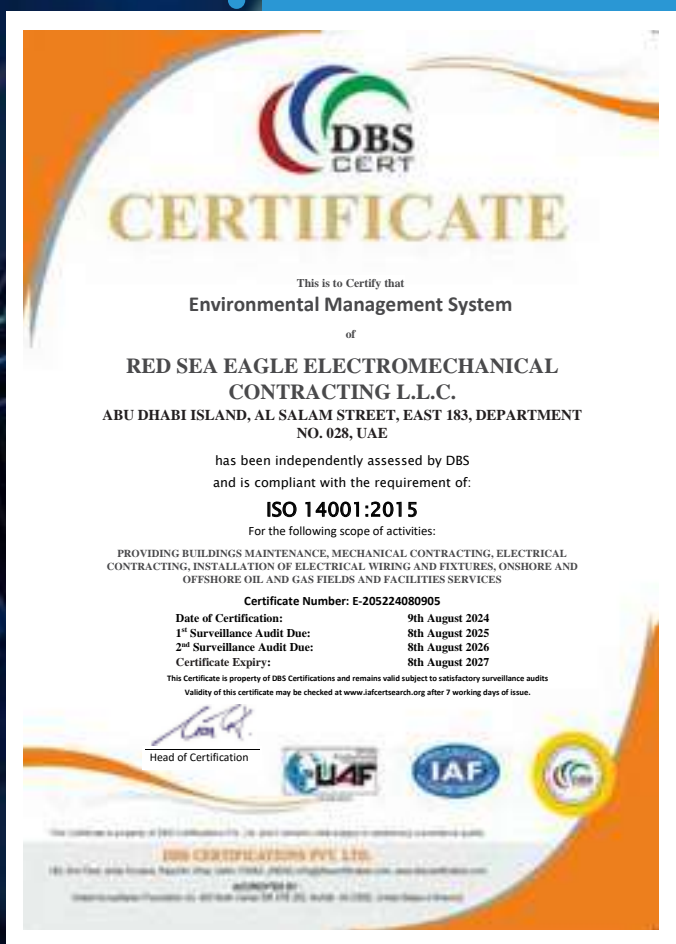 DBS
CERT
CERTIFICATE
This is to Certify that
Environmental Management System
of
RED SEA EAGLE ELECTROMECHANICAL
CONTRACTING L.L.C.
ABU DHABI ISLAND, AL SALAM STREET, EAST 183, DEPARTMENT
NO. 028, UAE
has been independently assessed by DBS
and is compliant with the requirement of:
ISO 14001:2015
For the following scope of activities:
PROVIDING BUILDINGS MAINTENANCE, MECHANICAL CONTRACTING, ELECTRICAL
CONTRACTING, INSTALLATION OF ELECTRICAL WIRING AND FIXTURES, ONSHORE AND
OFFSHORE OIL AND GAS FIELDS AND FACILITIES SERVICES
Certificate Number: E-205224080905
Date of Certification: 9th August 2024
1st Surveillance Audit Due: 8th August 2025
2nd Surveillance Audit Due: 8th August 2026
Certificate Expiry: 8th August 2027
This Certificate is property of DBS Certifications and remains valid subject to satisfactory surveillance audits
Validity of this certificate may be checked at www.iafcertsearch.org after 7 working days of issue.
Head of Certification
UAF
IAF
DBS
DBS CERTIFICATIONS PVT. LTD.
ACCREDITED BY